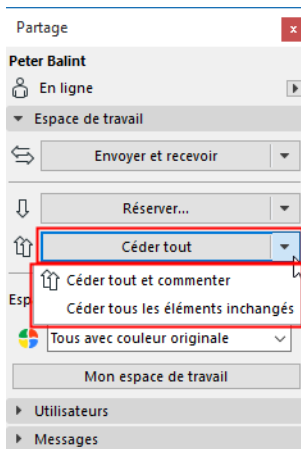 Partage
x
Peter Balint
En ligne
Espace de travail
Envoyer et recevoir
Réserver...
Céder tout
Céder tout et commenter
Esp
Céder tous les éléments inchangés
Tous avec couleur originale
Mon espace de travail
Utilisateurs
Messages